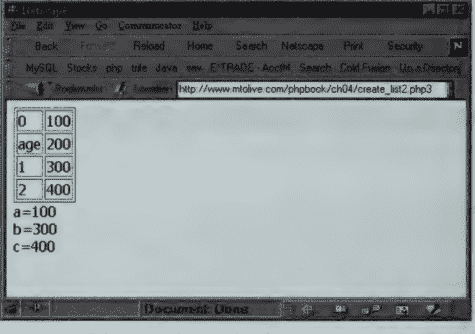 Netscape
File Edit View Go Communicator Help
Back Forward Reload Home Search Netscape Print Security
MySQL Stocks php Java E*TRADE Search Cold Fusion
Bookmarks Location: http://www.mtolive.com/phpbook/ch04/create_list2.php3
0 100
age 200
1 300
2 400
a=100
b=300
c=400
Document: Done